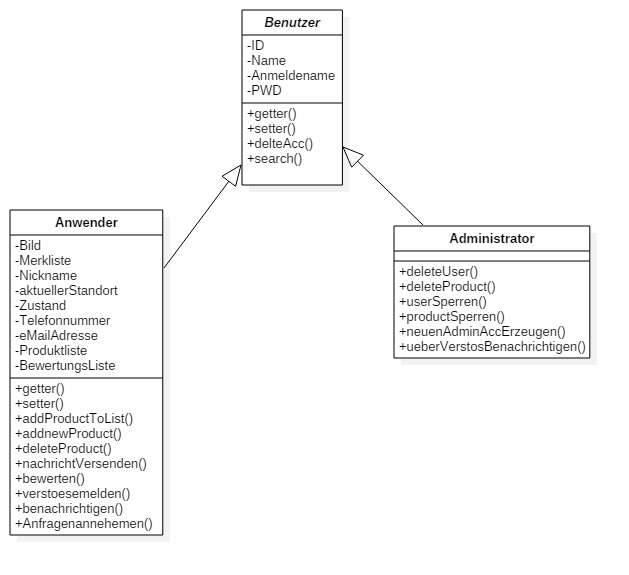 Benutzer
-ID
-Name
-Anmeldename
-PWD
+getter()
+setter()
+delteAcc()
+search()
Anwender
-Bild
-Merkliste
-Nickname
-aktuellerStandort
-Zustand
-Telefonnummer
-eMailAdresse
-Produktliste
-BewertungsListe
+getter()
+setter()
+addProductToList()
+addnewProduct()
+deleteProduct()
+nachrichtVersenden()
+bewerten()
+verstoesemelden()
+benachrichtigen()
+Anfragenannehemen()
Administrator
+deleteUser()
+deleteProduct()
+userSperren()
+productSperren()
+neuenAdminAccErzeugen()
+ueberVerstosBenachrichtigen()